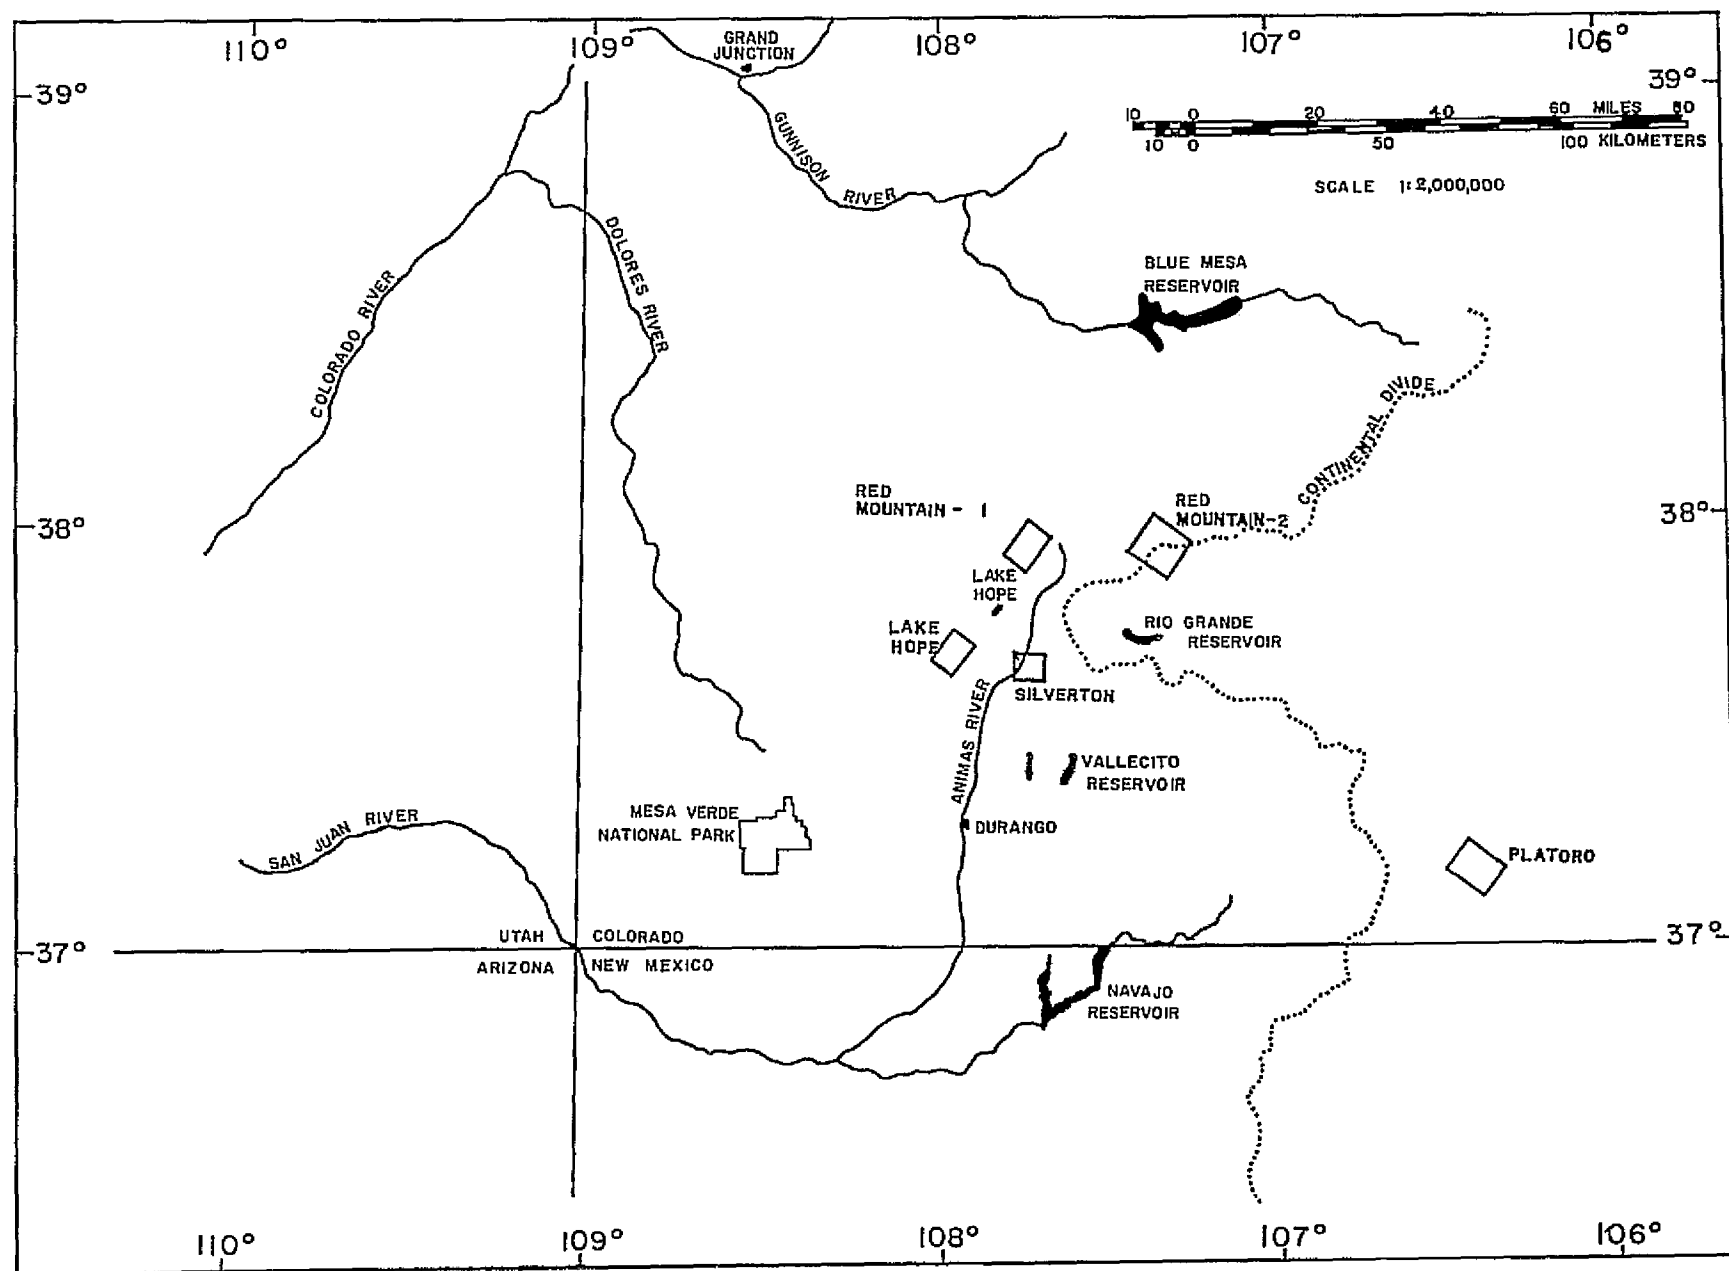 110°
109°
108°
107°
106°
GRAND
JUNCTION
39°
39°
10 0 20 40 60 MILES 80
10 0 50 100 KILOMETERS
SCALE 1:2,000,000
GUNNISON
RIVER
DOLORES RIVER
COLORADO RIVER
BLUE MESA
RESERVOIR
CONTINENTAL DIVIDE
RED
MOUNTAIN - 1
RED
MOUNTAIN-2
38°
38°
LAKE
HOPE
LAKE
HOPE
RIO GRANDE
RESERVOIR
SILVERTON
ANIMAS RIVER
VALLECITO
RESERVOIR
MESA VERDE
NATIONAL PARK
SAN JUAN RIVER
DURANGO
PLATORO
UTAH COLORADO
37°
37°
ARIZONA NEW MEXICO
NAVAJO
RESERVOIR
110°
109°
108°
107°
106°